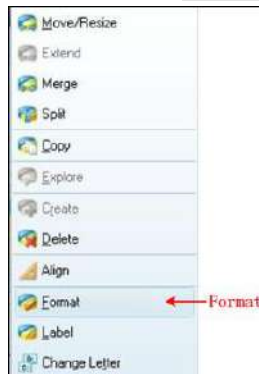 Move/Resize
Extend
Merge
Split
Copy
Explore
Create
Delete
Align
Format
Format
Label
Change Letter